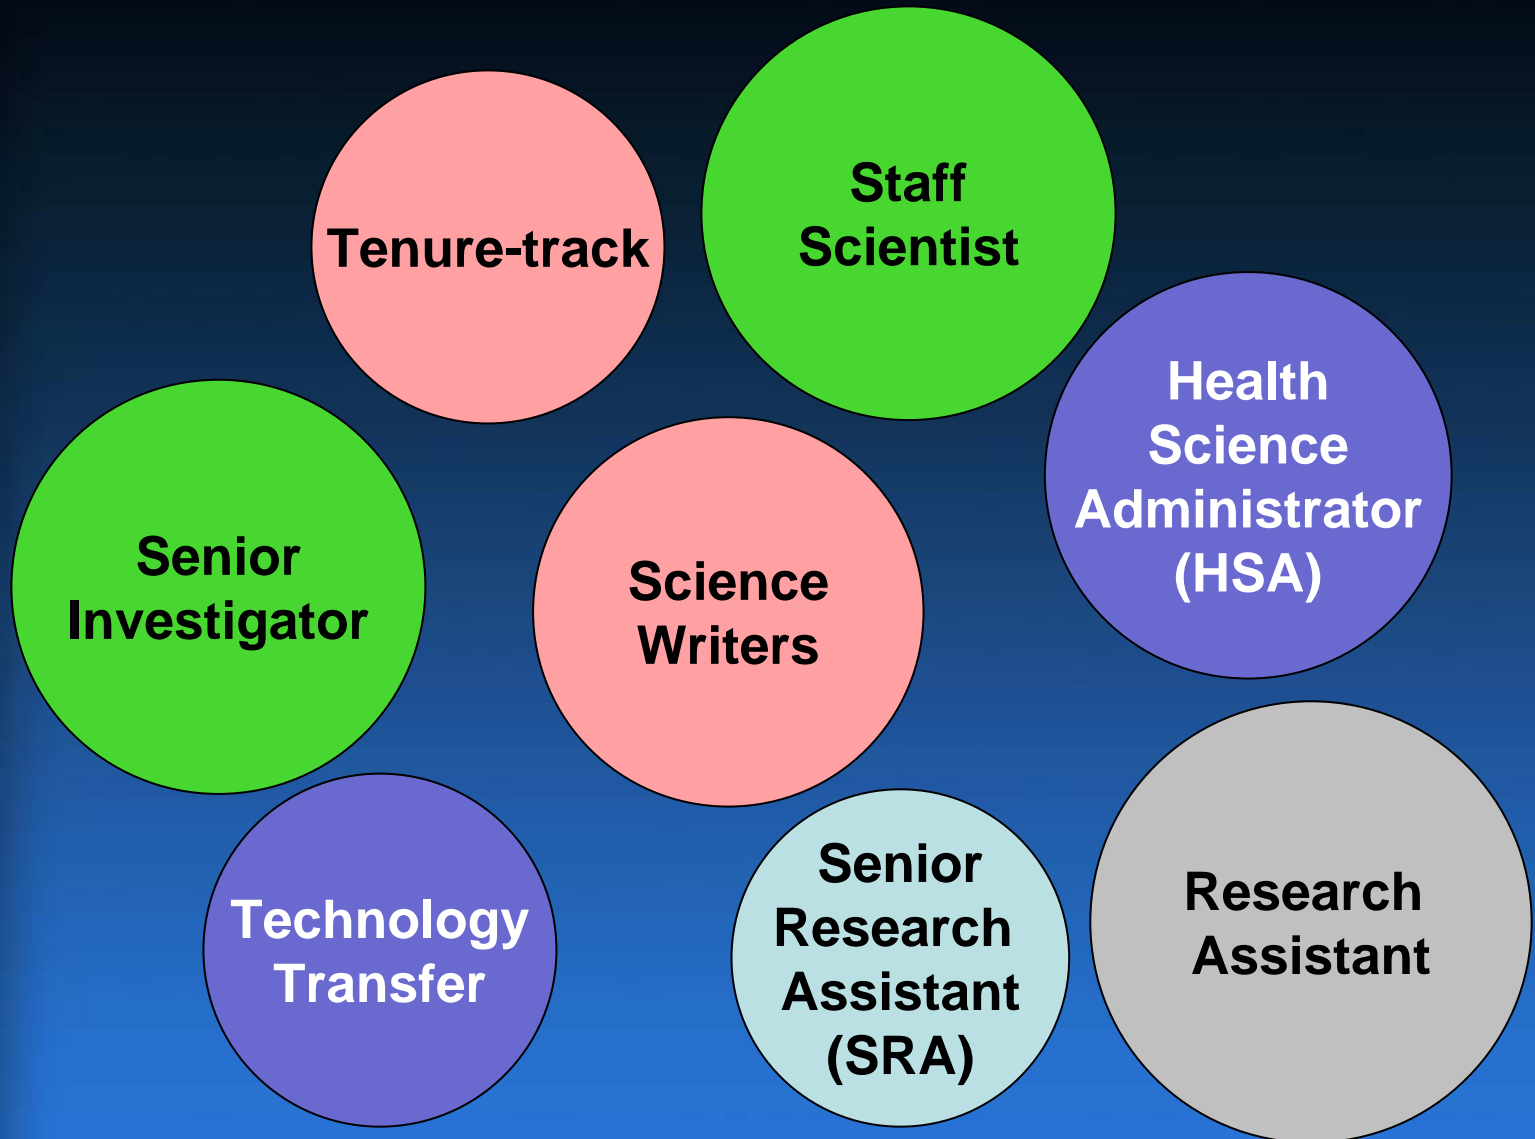 Tenure-track
Staff
Scientist
Health
Science
Administrator
(HSA)
Senior
Investigator
Science
Writers
Technology
Transfer
Senior
Research
Assistant
(SRA)
Research
Assistant